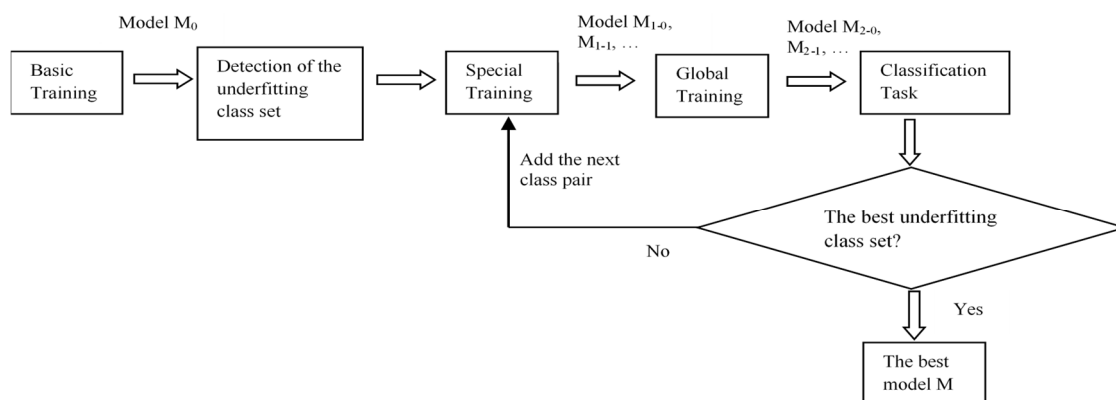 Model M₀
Basic
Training
Detection of the
underfitting
class set
Special
Training
Model M₁₋₀,
M₁₋₁, …
Global
Training
Model M₂₋₀,
M₂₋₁, …
Classification
Task
Add the next
class pair
The best underfitting
class set?
No
Yes
The best
model M